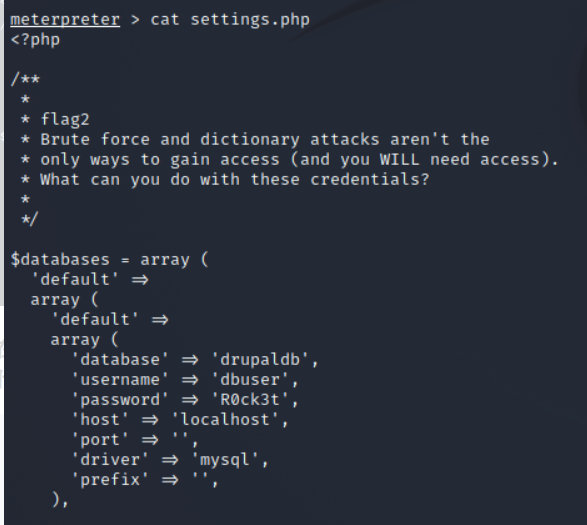 meterpreter > cat settings.php
<?php
/**
*
* flag2
* Brute force and dictionary attacks aren't the
* only ways to gain access (and you WILL need access).
* What can you do with these credentials?
*
*/
$databases = array (
'default' ⇒
array (
'default' ⇒
array (
'database' ⇒ 'drupaldb',
'username' ⇒ 'dbuser',
'password' ⇒ 'R0ck3t',
'host' ⇒ 'localhost',
'port' ⇒ '',
'driver' ⇒ 'mysql',
'prefix' ⇒ '',
),